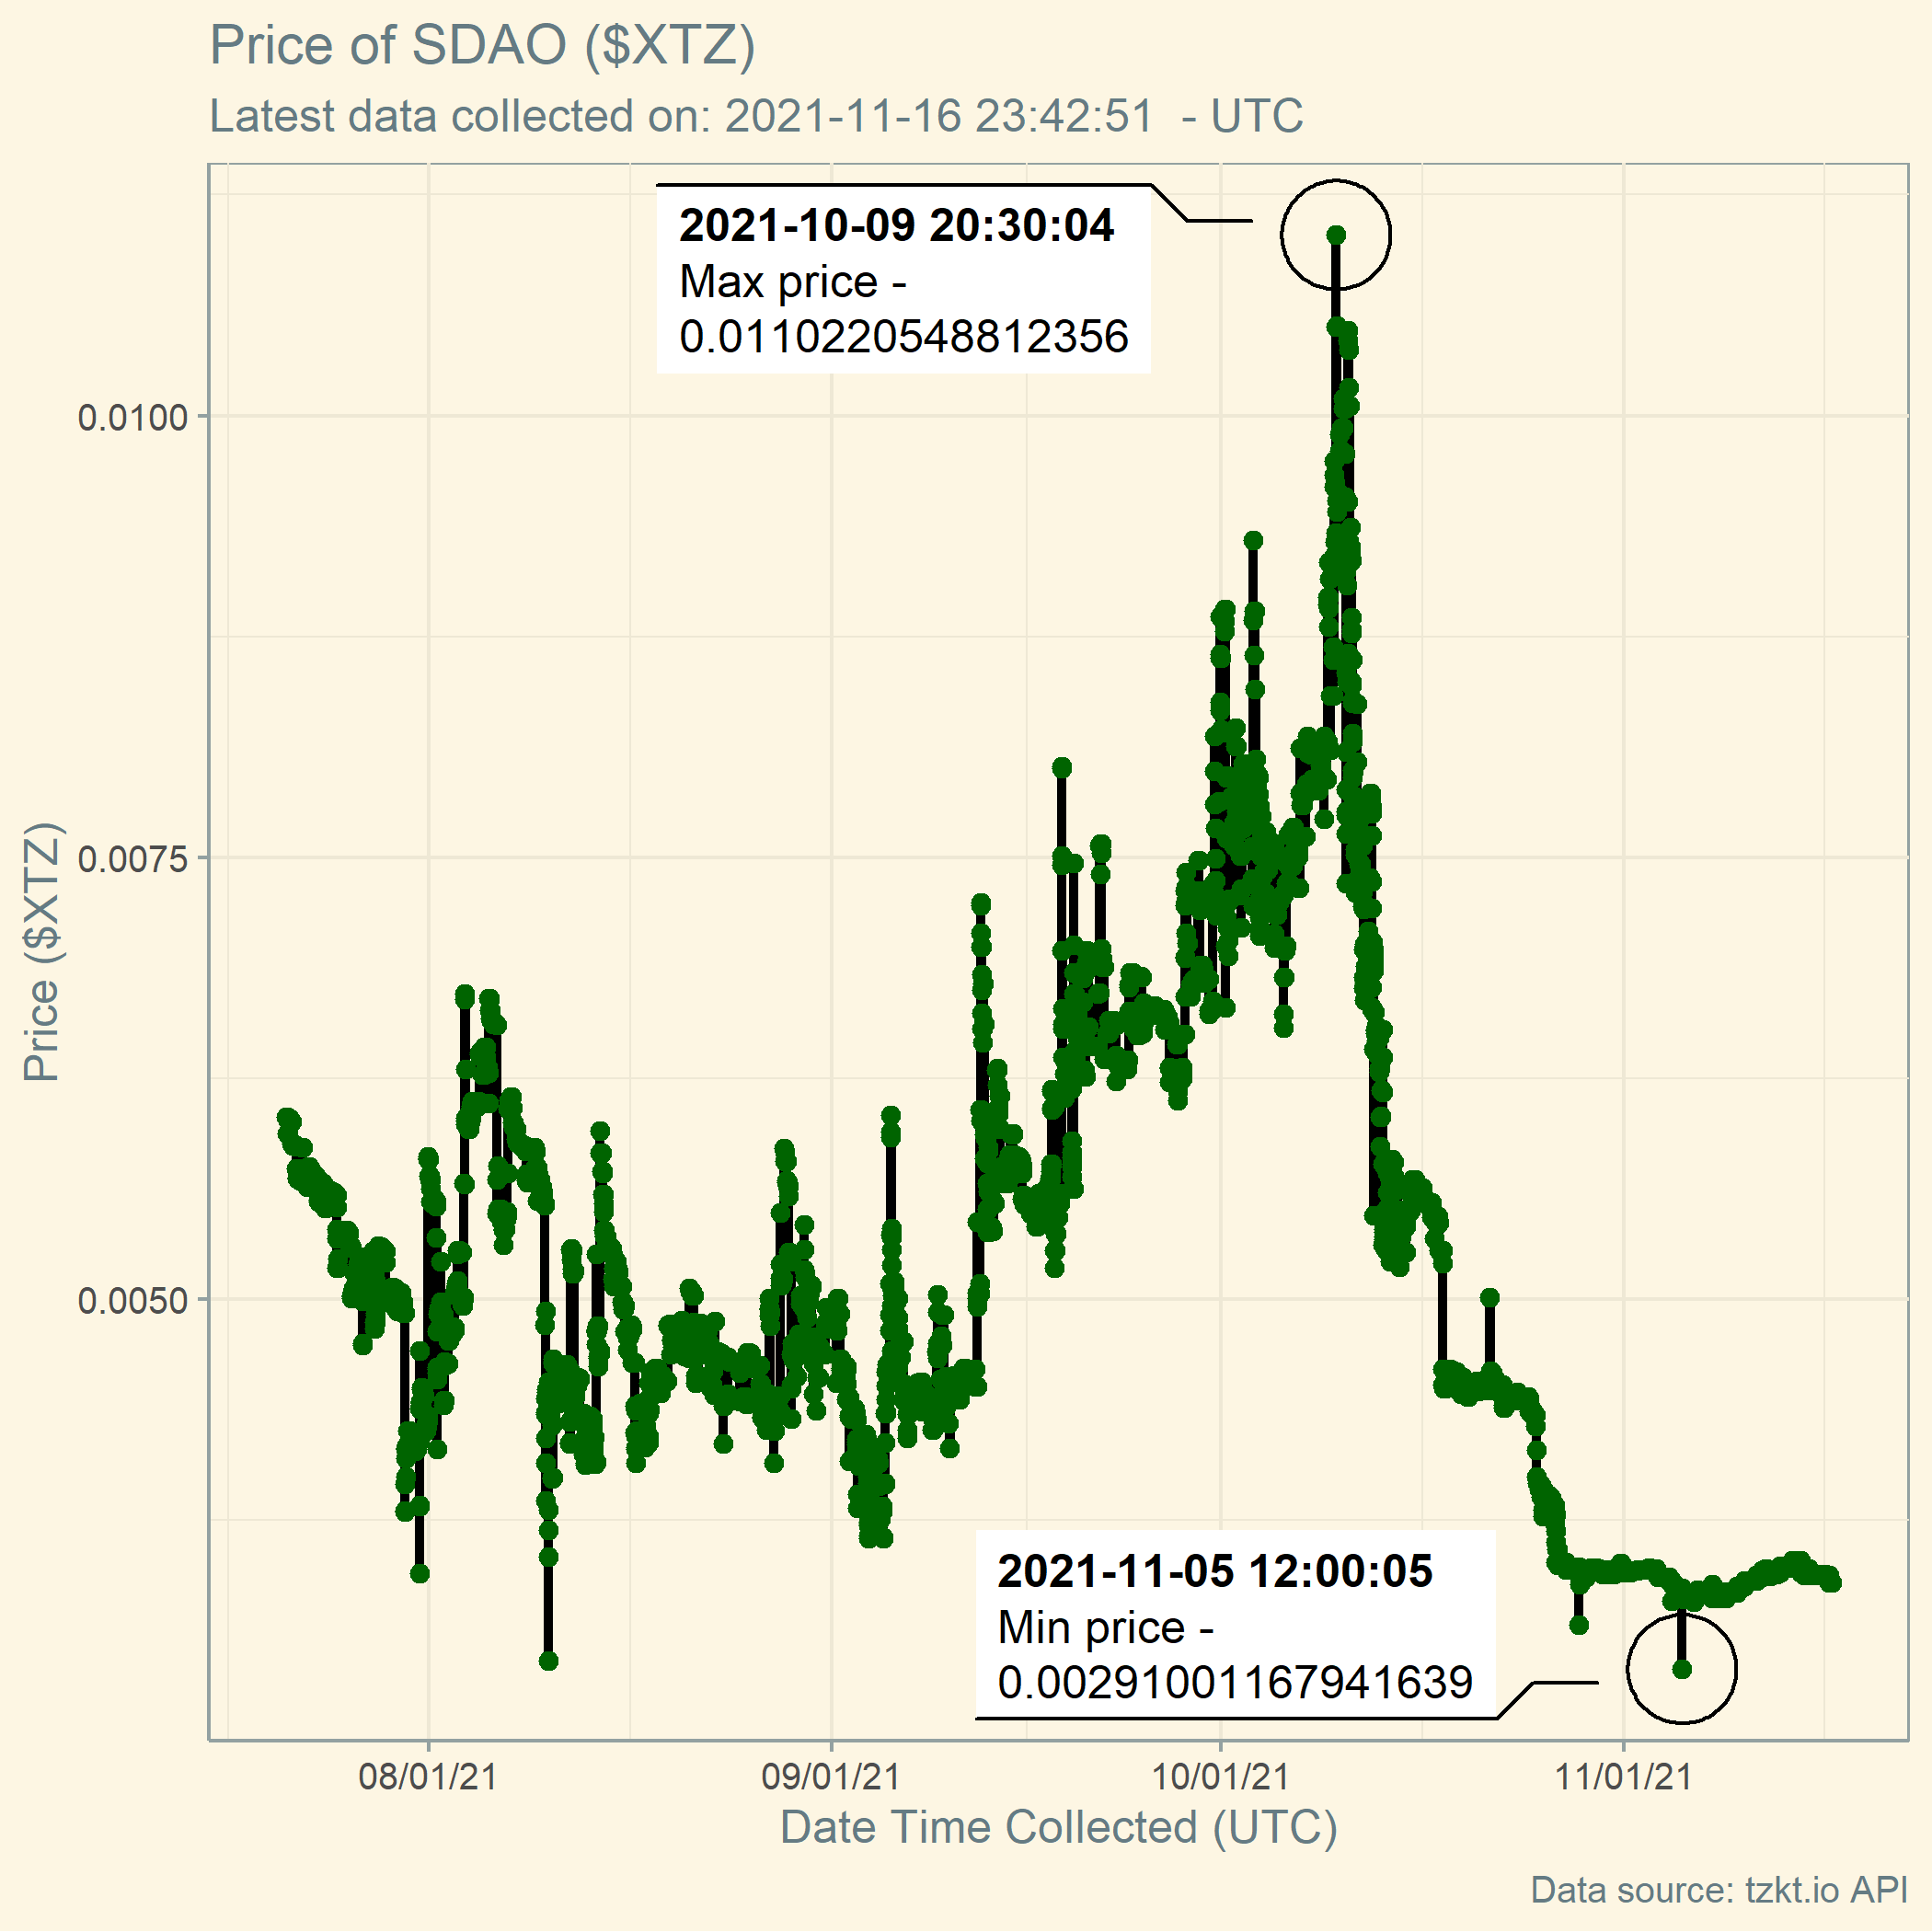 Price of SDAO ($XTZ)
Latest data collected on: 2021-11-16 23:42:51  - UTC
2021-10-09 20:30:04
Max price -
0.0110220548812356
0.0100
0.0075
0.0050
Price ($XTZ)
2021-11-05 12:00:05
Min price -
0.00291001167941639
08/01/21
09/01/21
10/01/21
11/01/21
Date Time Collected (UTC)
Data source: tzkt.io API